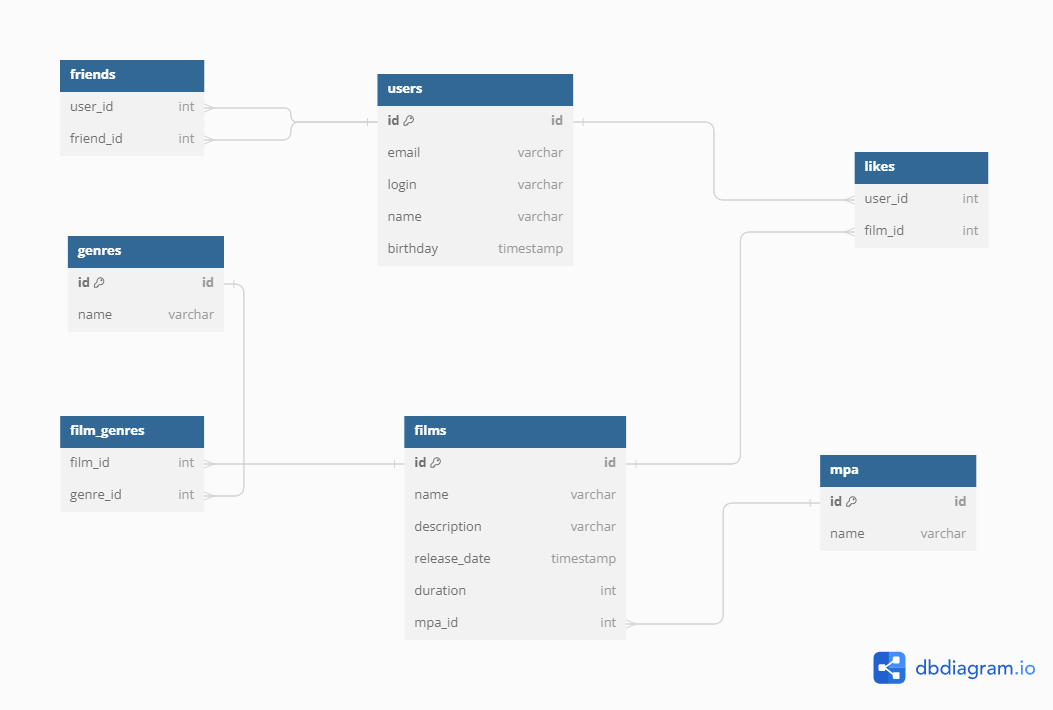 friends
user_id int
friend_id int
users
id id
email varchar
login varchar
name varchar
birthday timestamp
likes
user_id int
film_id int
genres
id id
name varchar
film_genres
film_id int
genre_id int
films
id id
name varchar
description varchar
release_date timestamp
duration int
mpa_id int
mpa
id id
name varchar
dbdiagram.io